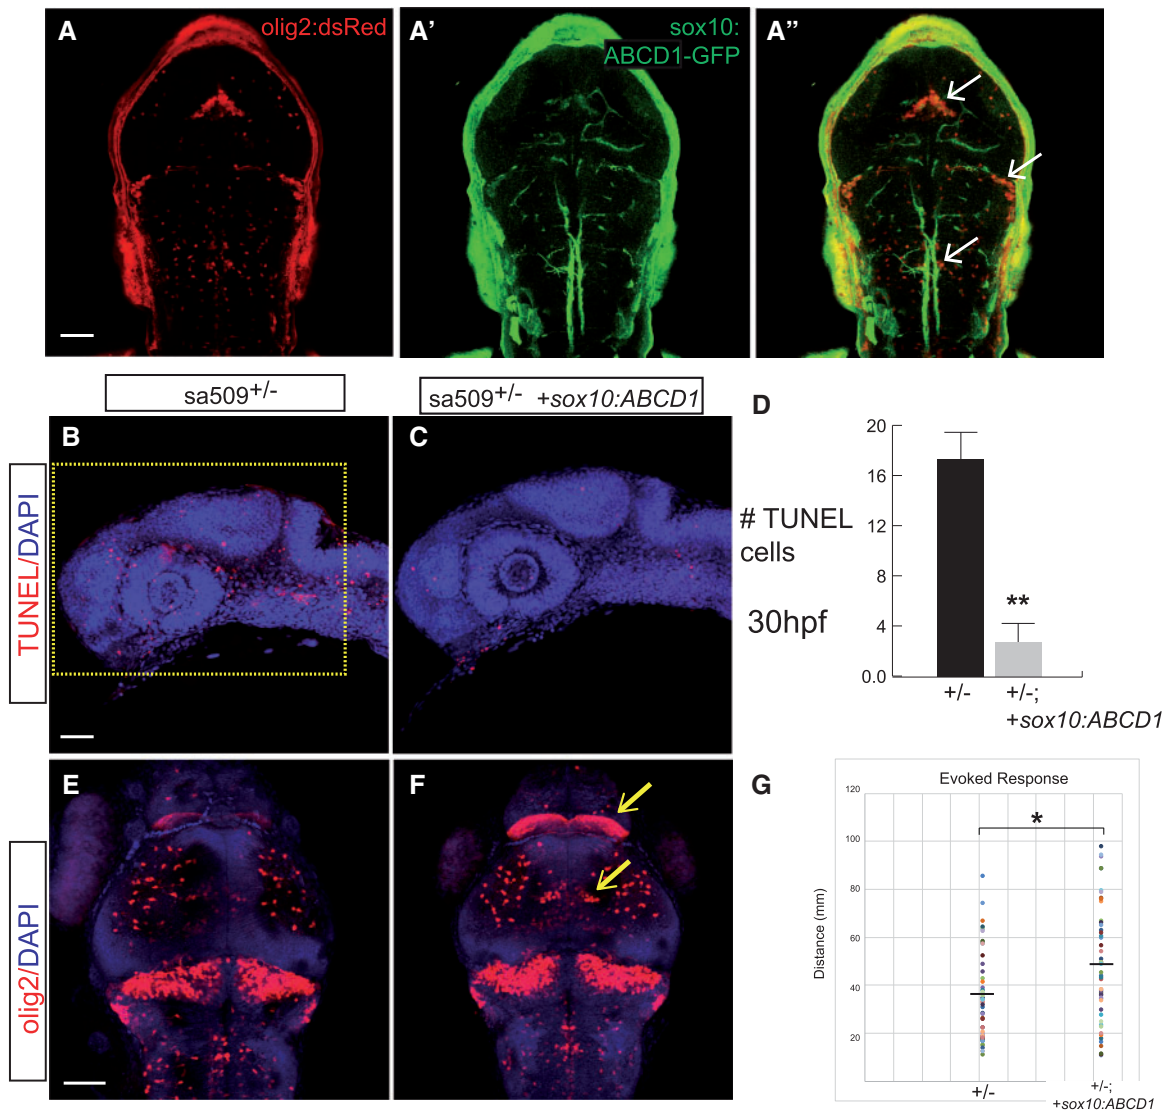 A
olig2:dsRed
A’
sox10:
ABCD1-GFP
A”
sa509+/-
sa509+/- +sox10:ABCD1
TUNEL/DAPI
B
C
D
20
16
12
8
4
0.0
# TUNEL
cells
30hpf
**
+/-
+/-;
+sox10:ABCD1
olig2/DAPI
E
F
G
Evoked Response
120
100
80
60
40
20
Distance (mm)
*
+/-
+/-;
+sox10:ABCD1